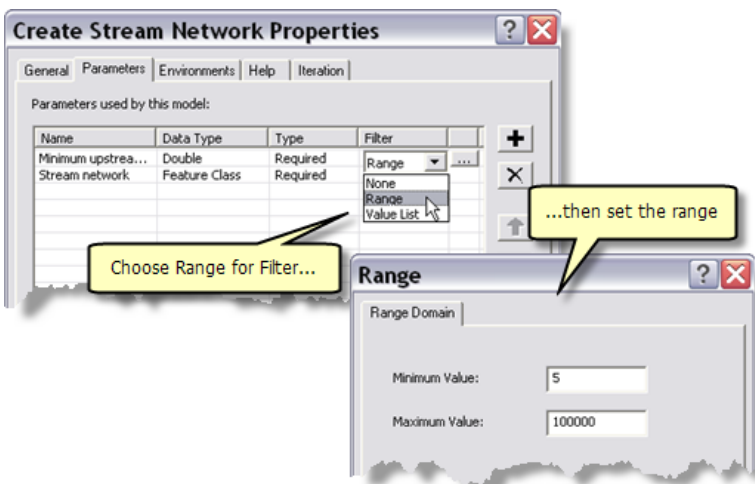 Create Stream Network Properties
General Parameters Environments Help Iteration
Parameters used by this model:
Name Data Type Type Filter
Minimum upstrea... Double Required Range ...
Stream network Feature Class Required
None
Range
Value List
...then set the range
Choose Range for Filter...
Range
Range Domain
Minimum Value: 5
Maximum Value: 100000